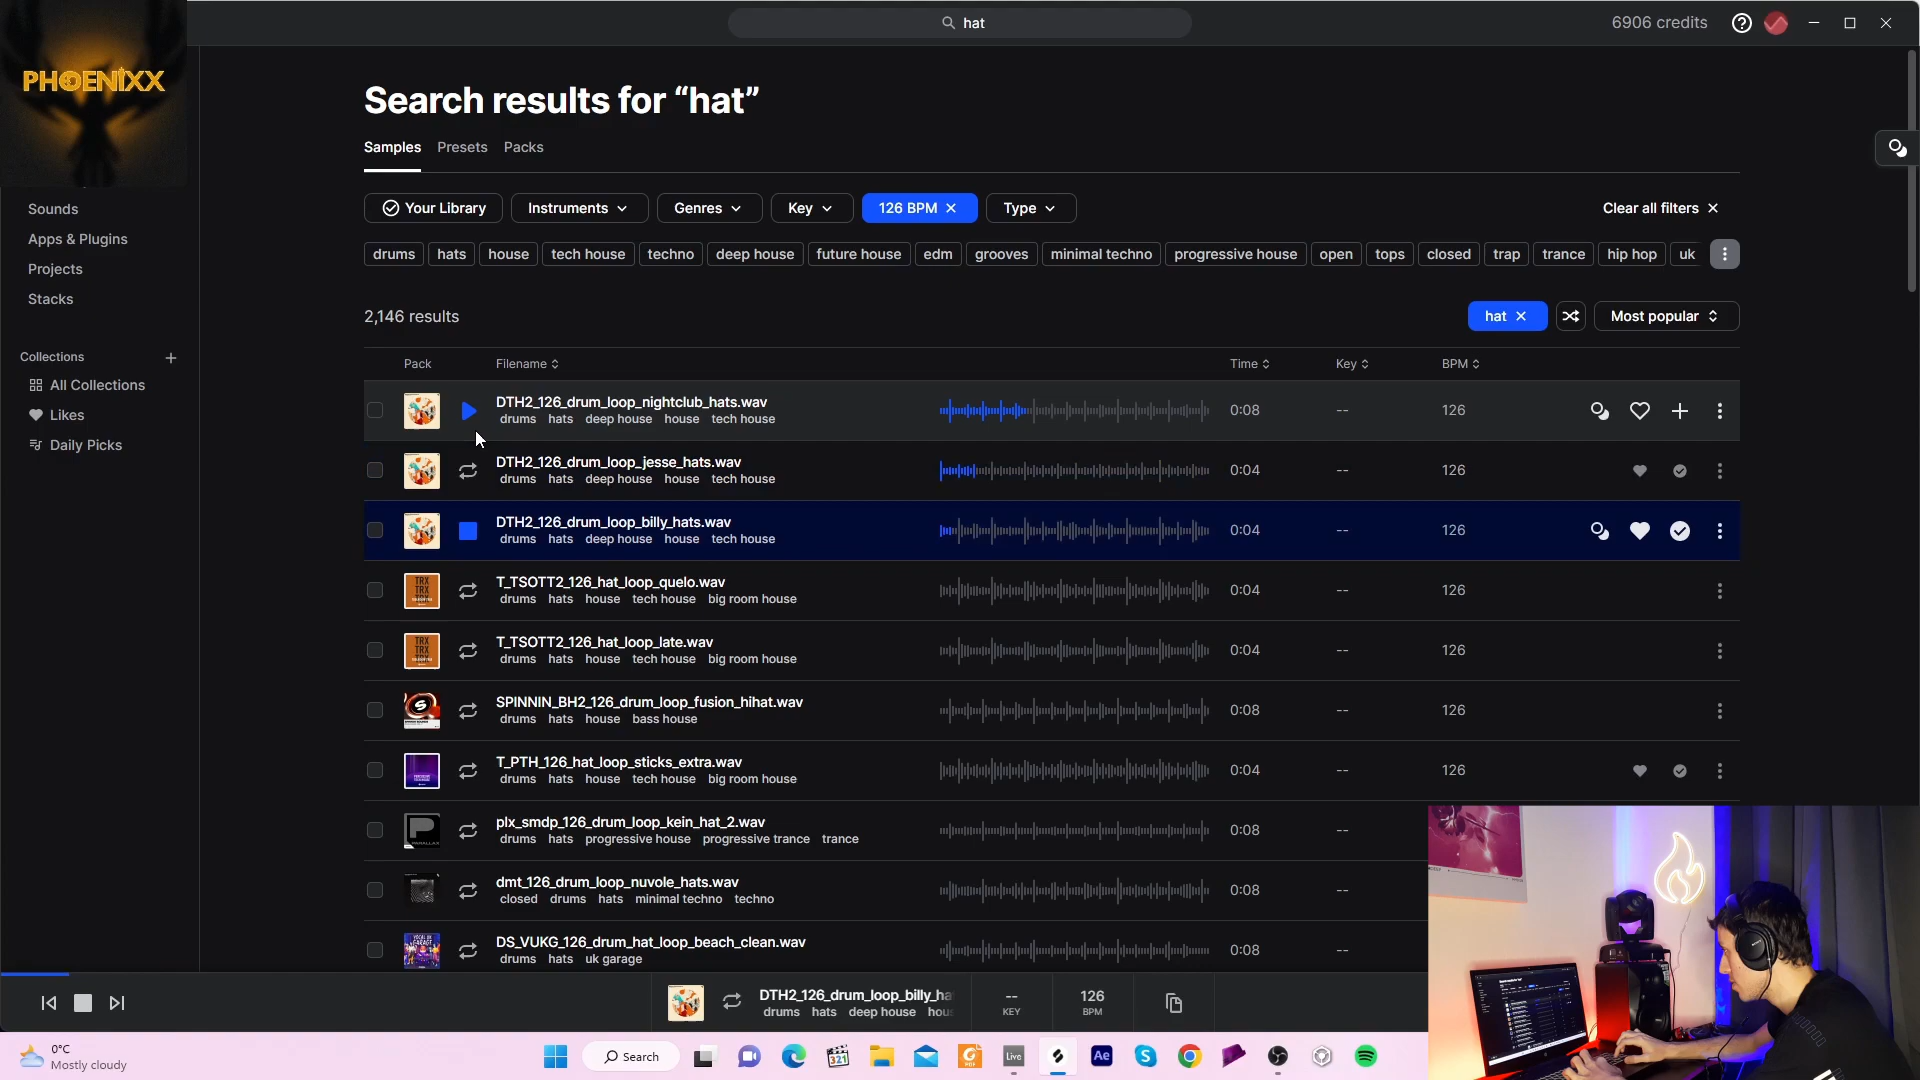 hat
6906 credits
PHOENIXX
Search results for “hat”
Samples
Presets
Packs
Your Library
Instruments
Genres
Key
126 BPM
Type
Clear all filters
drums
hats
house
tech house
techno
deep house
future house
edm
grooves
minimal techno
progressive house
open
tops
closed
trap
trance
hip hop
uk
Sounds
Apps & Plugins
Projects
Stacks
Collections
All Collections
Likes
Daily Picks
2,146 results
hat
Most popular
Pack
Filename
Time
Key
BPM
DTH2_126_drum_loop_nightclub_hats.wav
drums hats deep house house tech house
0:08
--
126
DTH2_126_drum_loop_jesse_hats.wav
drums hats deep house house tech house
0:04
--
126
DTH2_126_drum_loop_billy_hats.wav
drums hats deep house house tech house
0:04
--
126
T_TSOTT2_126_hat_loop_quelo.wav
drums hats house tech house big room house
0:04
--
126
T_TSOTT2_126_hat_loop_late.wav
drums hats house tech house big room house
0:04
--
126
SPINNIN_BH2_126_drum_loop_fusion_hihat.wav
drums hats house bass house
0:08
--
126
T_PTH_126_hat_loop_sticks_extra.wav
drums hats house tech house big room house
0:04
--
126
plx_smdp_126_drum_loop_kein_hat_2.wav
drums hats progressive house progressive trance trance
0:08
--
dmt_126_drum_loop_nuvole_hats.wav
closed drums hats minimal techno techno
0:08
--
DS_VUKG_126_drum_hat_loop_beach_clean.wav
drums hats uk garage
0:08
--
DTH2_126_drum_loop_billy_ha
drums hats deep house hou
--
KEY
126
BPM
0°C
Mostly cloudy
Search
321
Live
Ae